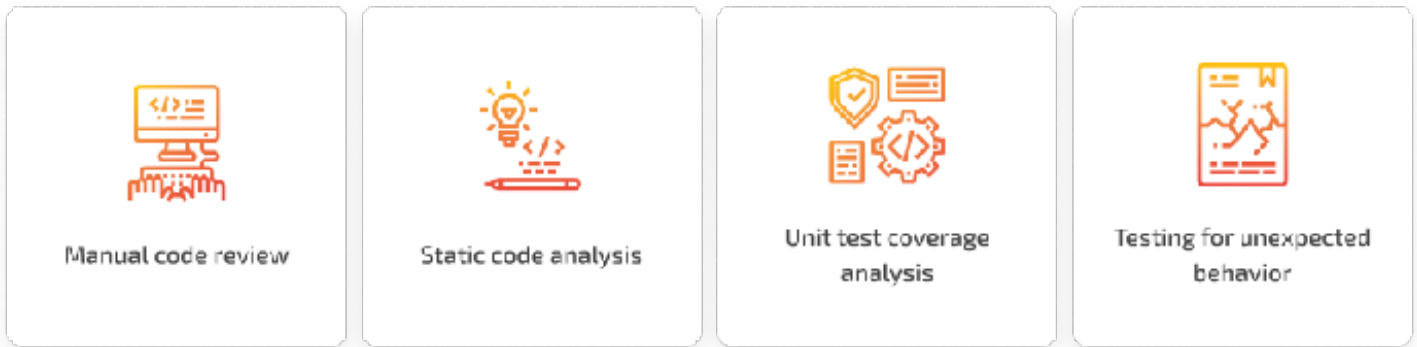 Manual code review
Static code analysis
Unit test coverage
analysis
Testing for unexpected
behavior